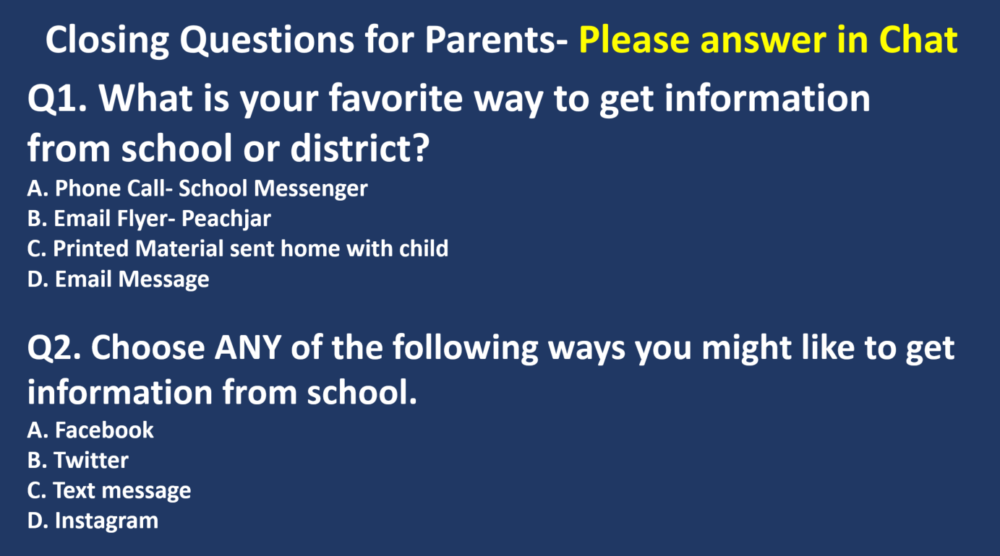 Closing Questions for Parents- Please answer in Chat
Q1. What is your favorite way to get information
from school or district?
A. Phone Call- School Messenger
B. Email Flyer- Peachjar
C. Printed Material sent home with child
D. Email Message
Q2. Choose ANY of the following ways you might like to get
information from school.
A. Facebook
B. Twitter
C. Text message
D. Instagram